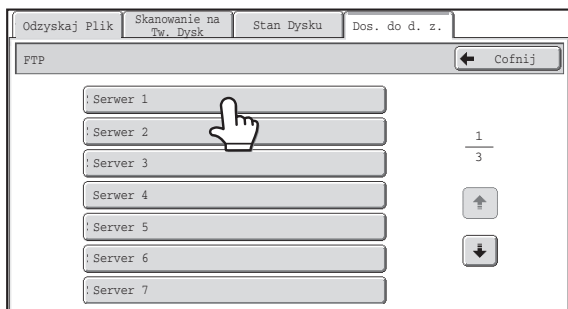 Odzyskaj Plik
Skanowanie na
Tw. Dysk
Stan Dysku
Dos. do d. z.
FTP
Cofnij
Serwer 1
Serwer 2
Server 3
Serwer 4
Server 5
Server 6
Server 7
1
3